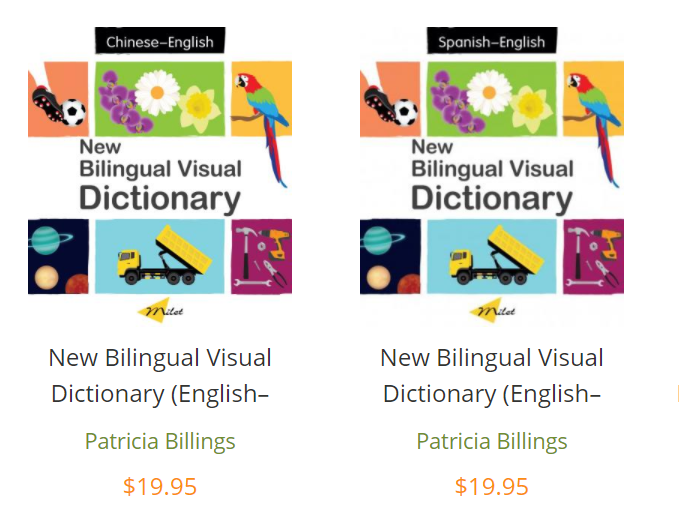 Chinese–English
New
Bilingual Visual
Dictionary
Milet
New Bilingual Visual
Dictionary (English–
Patricia Billings
$19.95
Spanish–English
New
Bilingual Visual
Dictionary
Milet
New Bilingual Visual
Dictionary (English–
Patricia Billings
$19.95